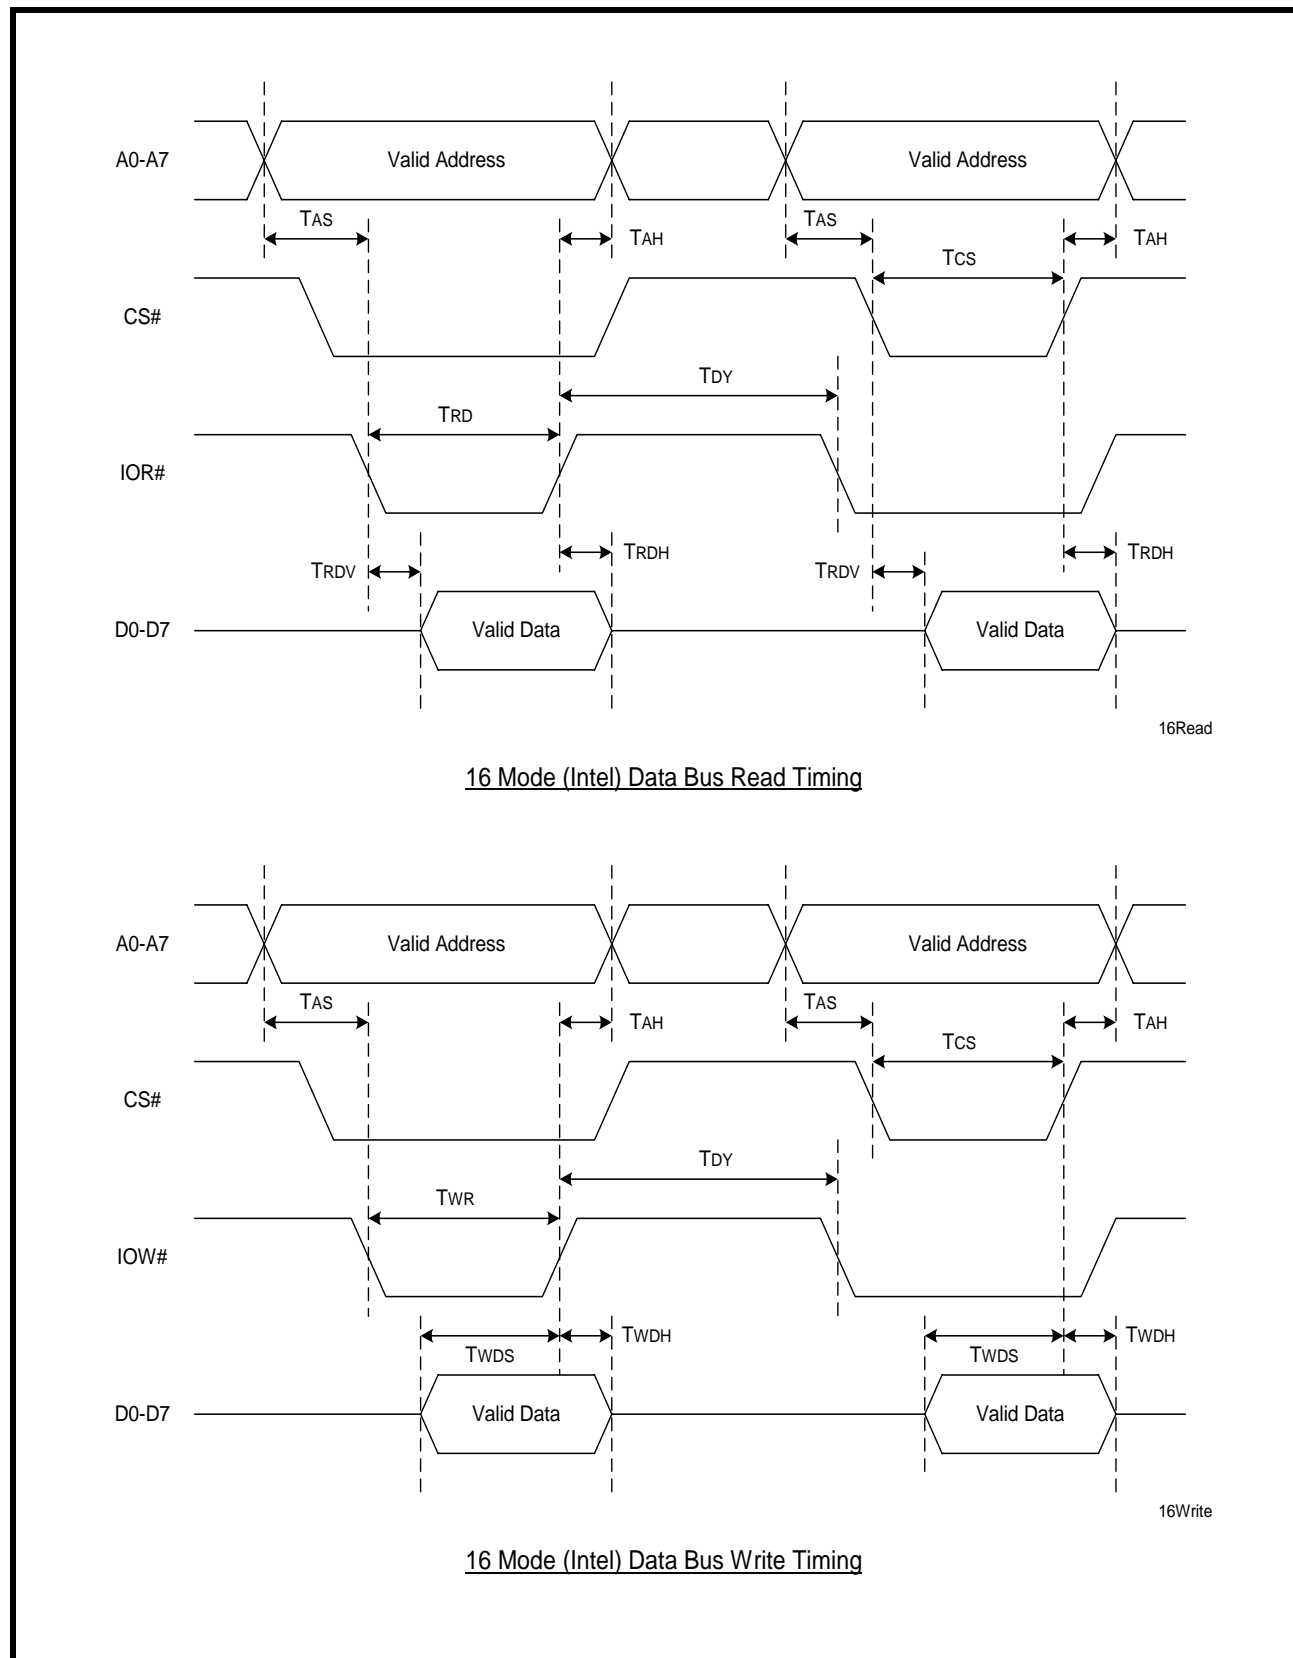 A0-A7
Valid Address
Valid Address
TAS
TAH
TAS
TAH
TCS
CS#
TDY
TRD
IOR#
TRDV
TRDH
TRDV
TRDH
D0-D7
Valid Data
Valid Data
16Read
16 Mode (Intel) Data Bus Read Timing
A0-A7
Valid Address
Valid Address
TAS
TAH
TAS
TAH
TCS
CS#
TDY
TWR
IOW#
TWDH
TWDH
TWDS
TWDS
D0-D7
Valid Data
Valid Data
16Write
16 Mode (Intel) Data Bus Write Timing